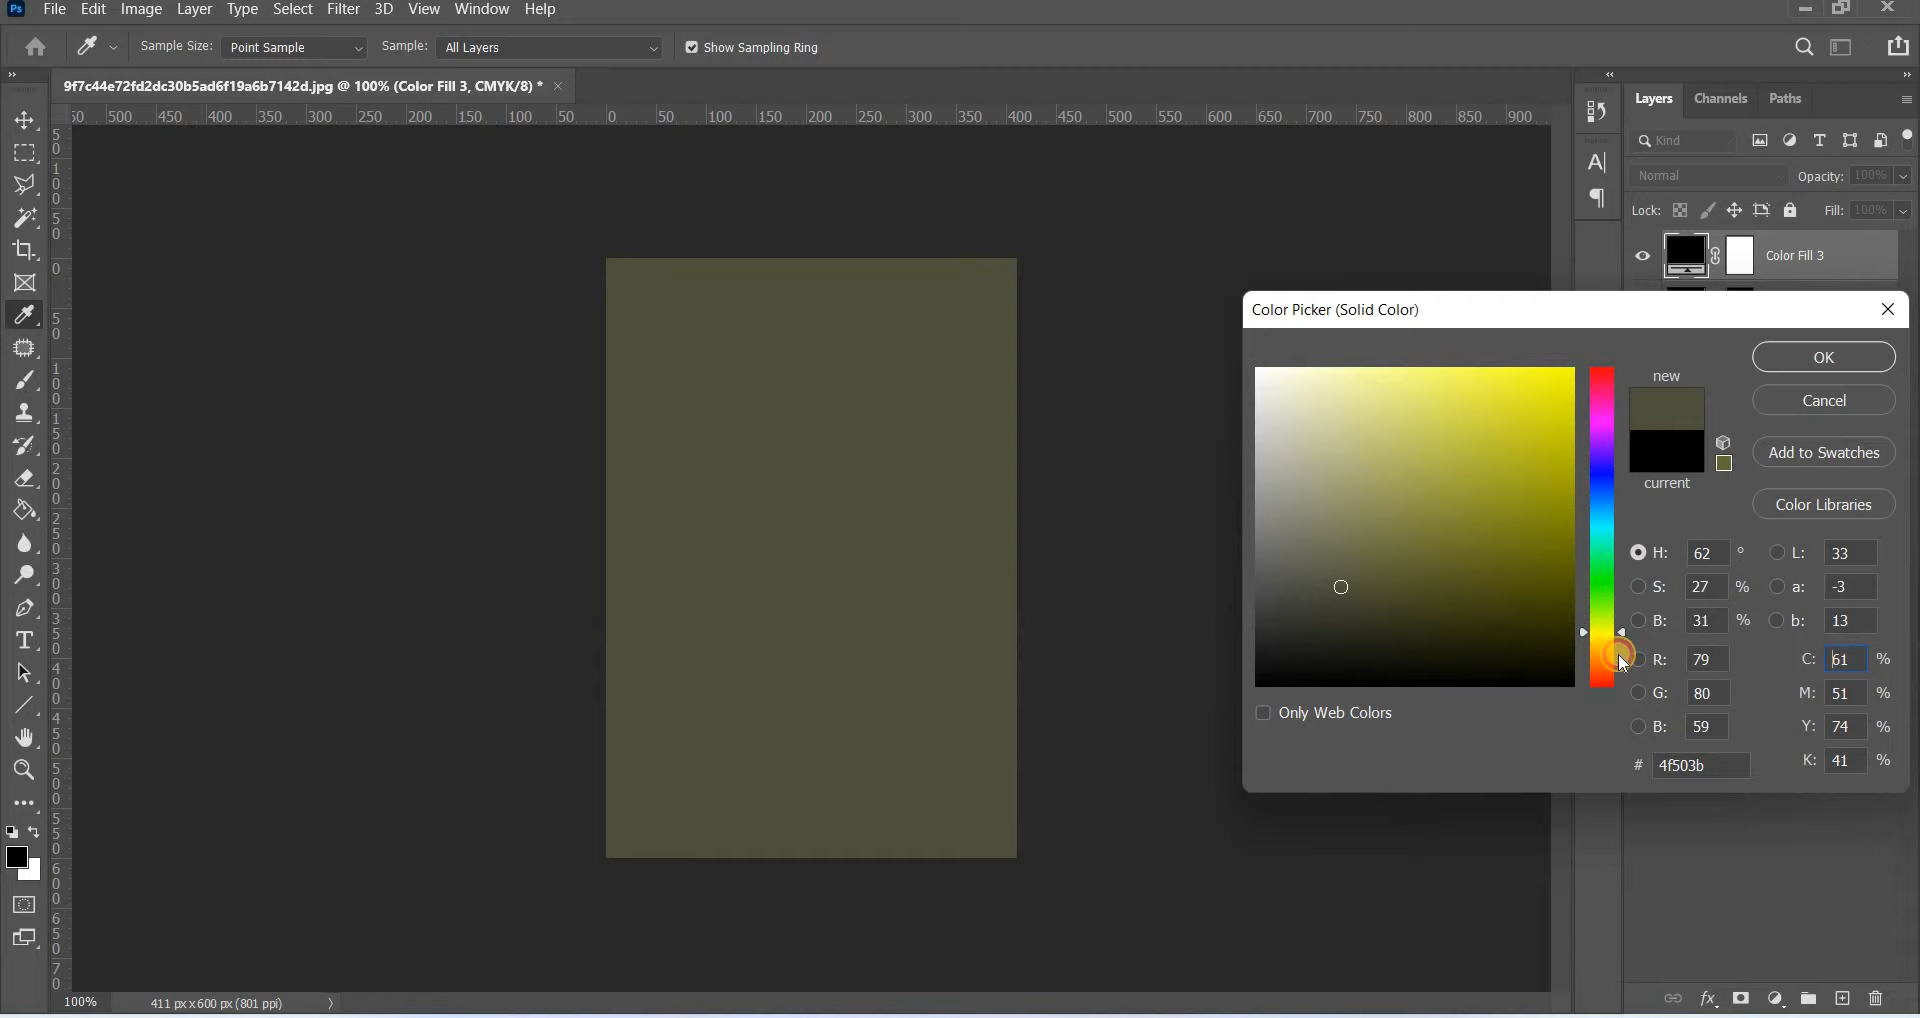 Ps File Edit Image Layer Type Select Filter 3D View Window Help
Sample Size: Point Sample Sample: All Layers Show Sampling Ring
9f7c44e72fd2dc30b5ad6f19a6b7142d.jpg @ 100% (Color Fill 3, CMYK/8) *
Layers Channels Paths
500 450 400 350 300 250 200 150 100 50 0 50 100 150 200 250 300 350 400 450 500 550 600 650 700 750 800 850 900
Kind
Normal Opacity: 100%
Lock: Fill: 100%
Color Fill 3
Color Picker (Solid Color)
new
OK
Cancel
Add to Swatches
current
Color Libraries
H: 62 ° L: 33
S: 27 % a: -3
B: 31 % b: 13
R: 79 C: 61 %
G: 80 M: 51 %
B: 59 Y: 74 %
# 4f503b K: 41 %
Only Web Colors
100% 411 px x 600 px (801 ppi)
fx